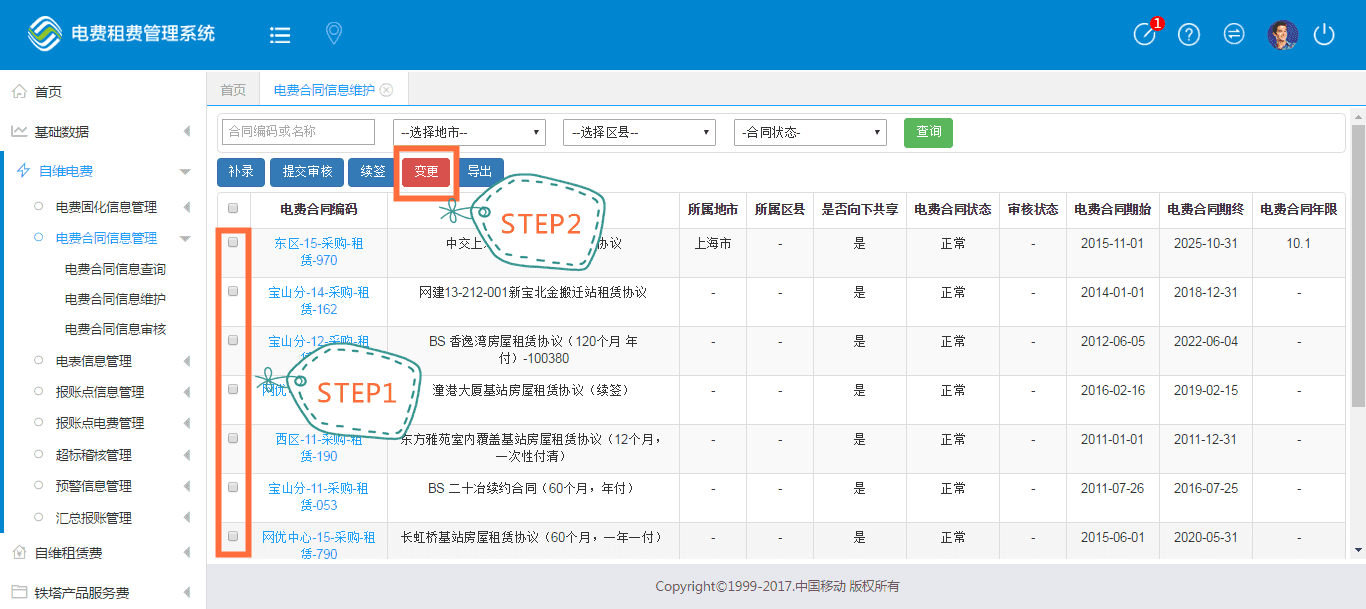 电费租费管理系统
1
首页
基础数据
自维电费
电费固化信息管理
电费合同信息管理
电费合同信息查询
电费合同信息维护
电费合同信息审核
电表信息管理
报账点信息管理
报账点电费管理
超标稽核管理
预警信息管理
汇总报账管理
自维租赁费
铁塔产品服务费
首页 电费合同信息维护
合同编码或名称 --选择地市-- --选择区县-- -合同状态- 查询
补录 提交审核 续签 变更 导出
STEP2
电费合同编码 所属地市 所属区县 是否向下共享 电费合同状态 审核状态 电费合同期始 电费合同期终 电费合同年限
东区-15-采购-租 中交上 协议 上海市 - 是 正常 - 2015-11-01 2025-10-31 10.1
赁-970
宝山分-14-采购-租 网建13-212-001新宝北金搬迁站租赁协议 - - 是 正常 - 2014-01-01 2018-12-31 -
赁-162
宝山分-12-采购-租 BS 香逸湾房屋租赁协议（120个月 年 - - 是 正常 - 2012-06-05 2022-06-04 -
付）-100380
STEP1
网优 潼港大厦基站房屋租赁协议（续签） - - 是 正常 - 2016-02-16 2019-02-15 -
西区-11-采购-租 东方雅苑室内覆盖基站房屋租赁协议（12个月， - - 是 正常 - 2011-01-01 2011-12-31 -
赁-190 一次性付清）
宝山分-11-采购-租 BS 二十冶续约合同（60个月，年付） - - 是 正常 - 2011-07-26 2016-07-25 -
赁-053
网优中心-15-采购-租 长虹桥基站房屋租赁协议（60个月，一年一付） - - 是 正常 - 2015-06-01 2020-05-31 -
赁-790
Copyright©1999-2017.中国移动 版权所有